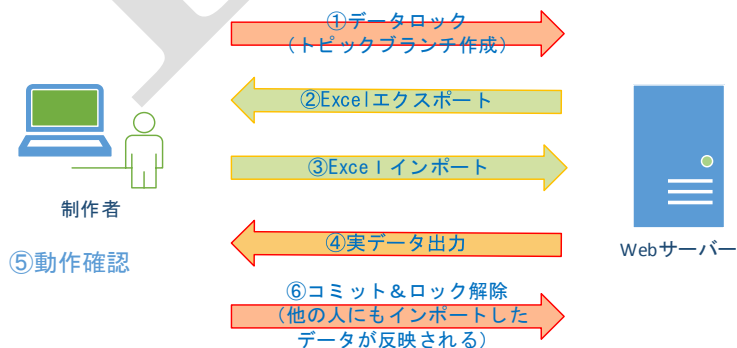 ①データロック
（トピックブランチ作成）
②Excelエクスポート
③Excelインポート
制作者
④実データ出力
Webサーバー
⑤動作確認
⑥コミット＆ロック解除
（他の人にもインポートした
データが反映される）